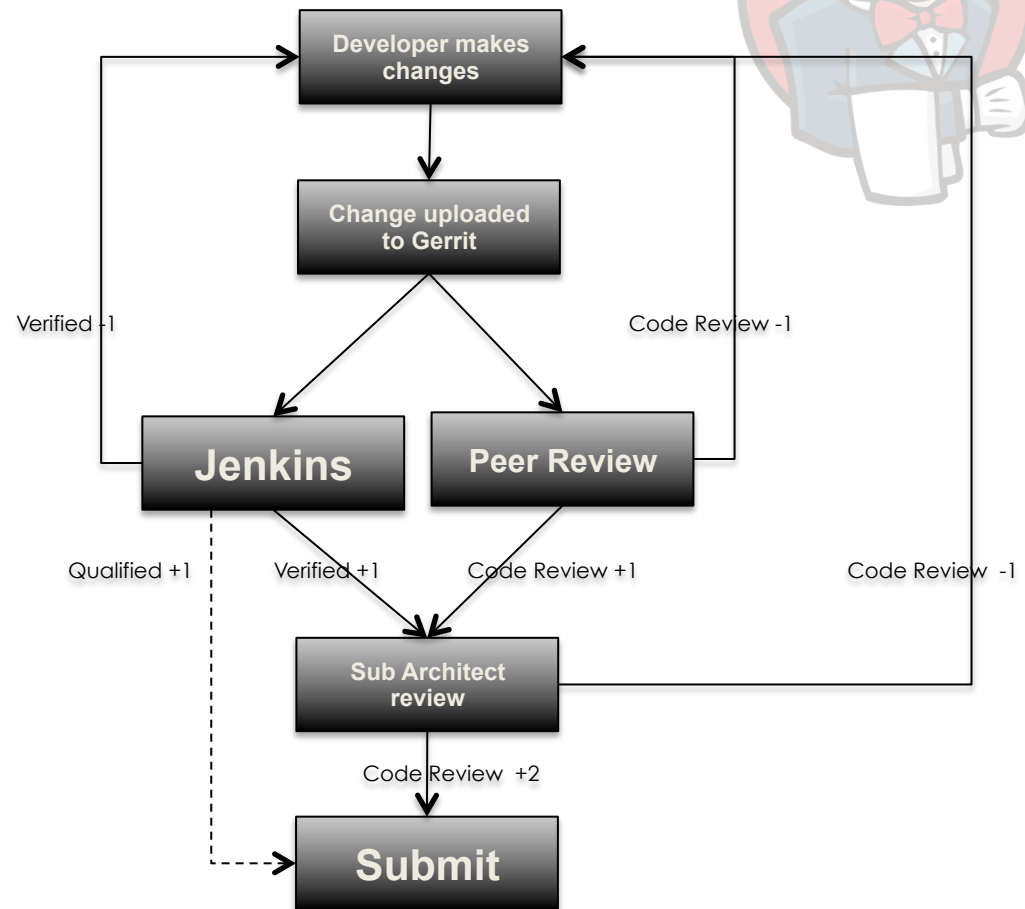 Developer makes
changes
Change uploaded
to Gerrit
Verified -1
Code Review -1
Jenkins
Peer Review
Qualified +1
Verified +1
Code Review +1
Code Review  -1
Sub Architect
review
Code Review  +2
Submit